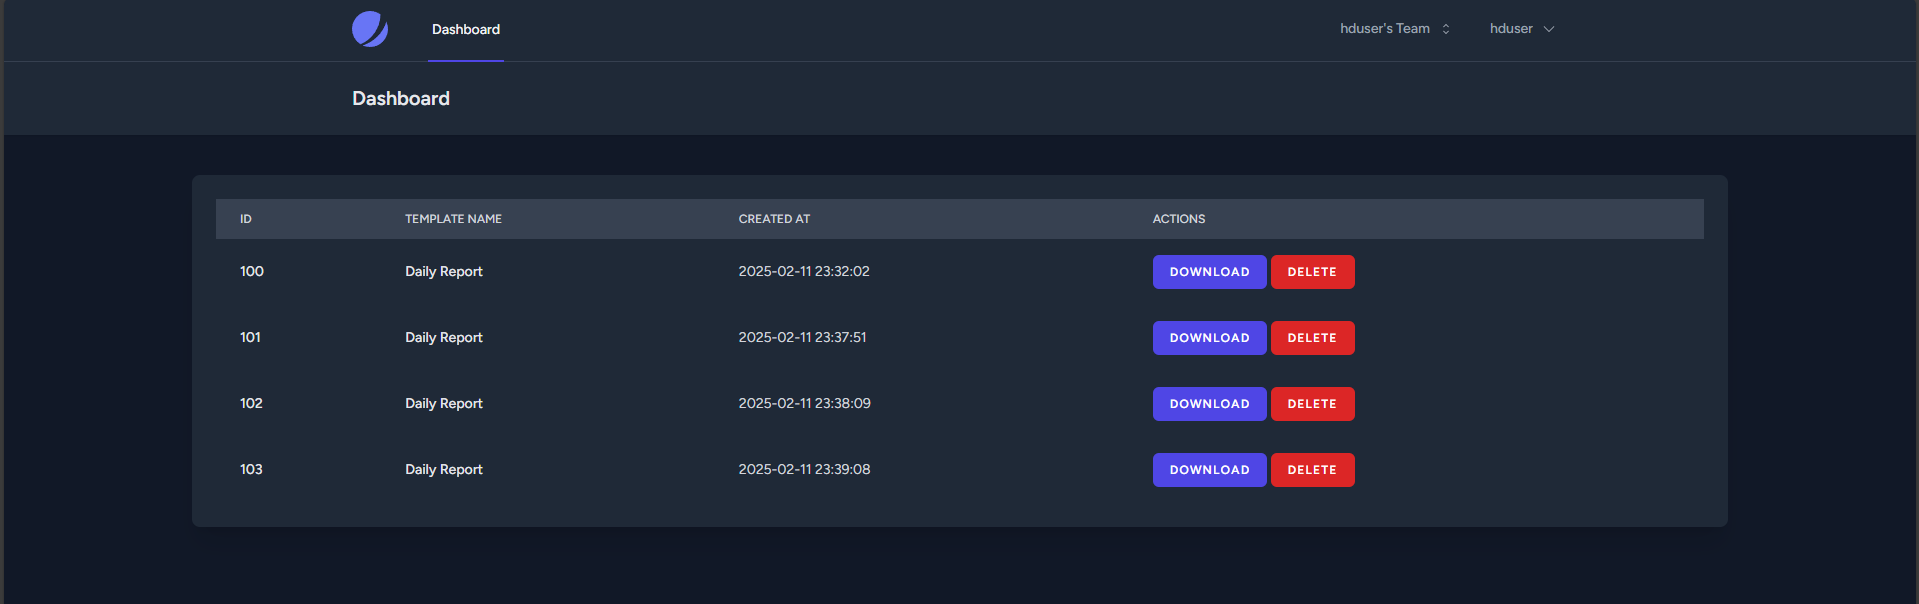 Dashboard hduser's Team hduser
Dashboard
ID TEMPLATE NAME CREATED AT ACTIONS
100 Daily Report 2025-02-11 23:32:02 DOWNLOAD DELETE
101 Daily Report 2025-02-11 23:37:51 DOWNLOAD DELETE
102 Daily Report 2025-02-11 23:38:09 DOWNLOAD DELETE
103 Daily Report 2025-02-11 23:39:08 DOWNLOAD DELETE